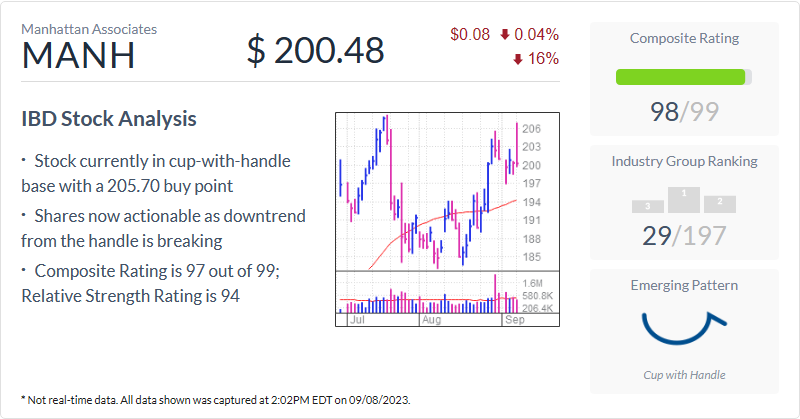 Manhattan Associates
MANH
$ 200.48
$0.08 0.04%
16%
IBD Stock Analysis
• Stock currently in cup-with-handle
base with a 205.70 buy point
• Shares now actionable as downtrend
from the handle is breaking
• Composite Rating is 97 out of 99;
Relative Strength Rating is 94
206
203
200
197
194
191
188
185
1.6M
580.8K
206.4K
Jul Aug Sep
Composite Rating
98/99
Industry Group Ranking
3 1 2
29/197
Emerging Pattern
Cup with Handle
* Not real-time data. All data shown was captured at 2:02PM EDT on 09/08/2023.